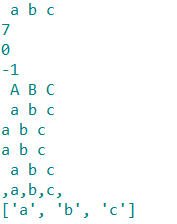 a b c
7
0
-1
 A B C
 a b c
a b c
a b c
 a b c
,a,b,c,
['a', 'b', 'c']